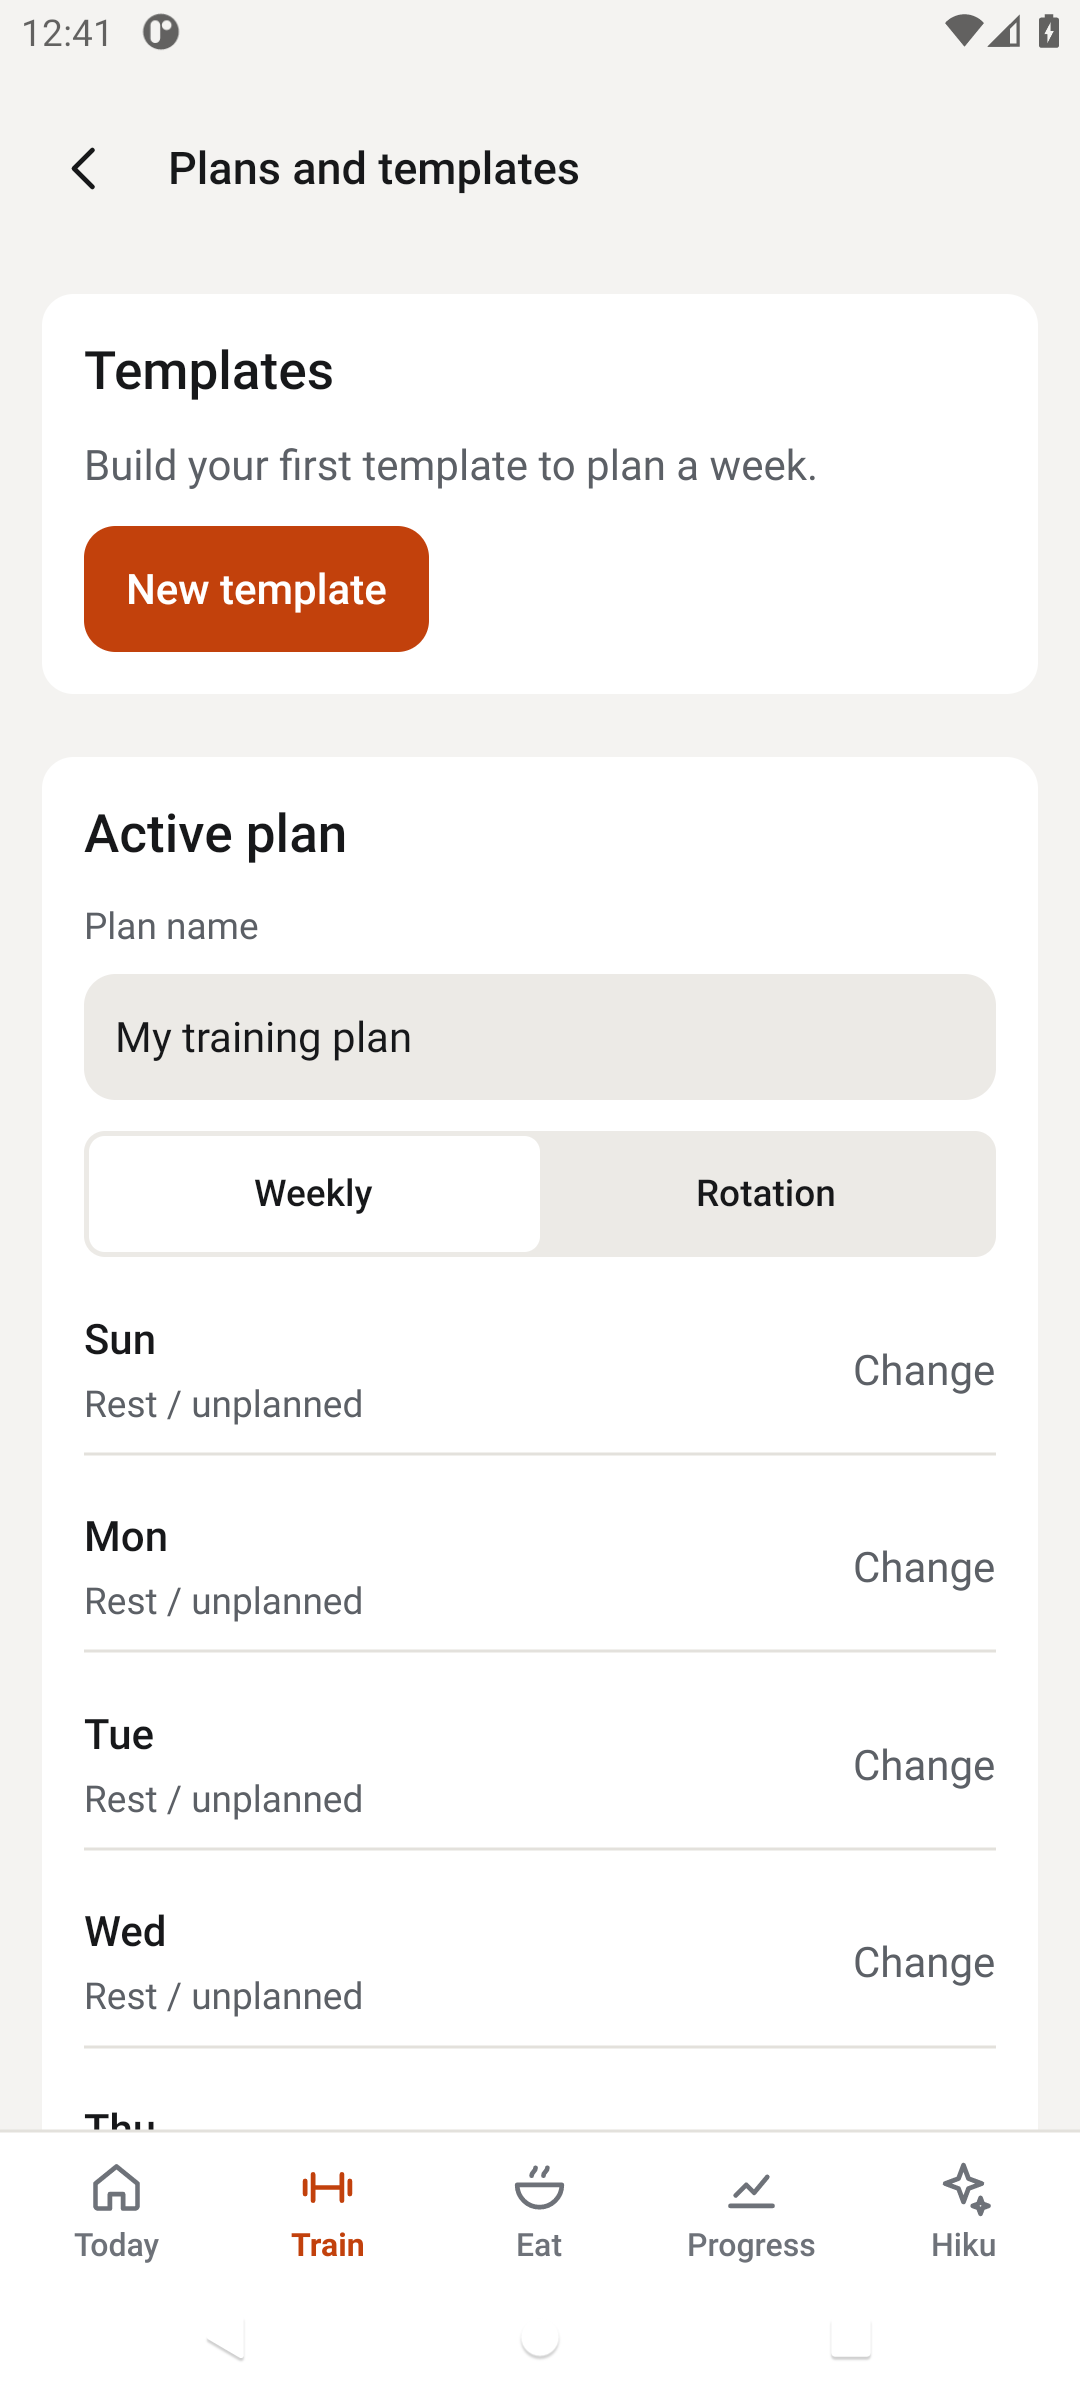 12:41
Plans and templates
Templates
Build your first template to plan a week.
New template
Active plan
Plan name
My training plan
Weekly Rotation
Sun
Rest / unplanned
Change
Mon
Rest / unplanned
Change
Tue
Rest / unplanned
Change
Wed
Rest / unplanned
Change
Thu
Today Train Eat Progress Hiku